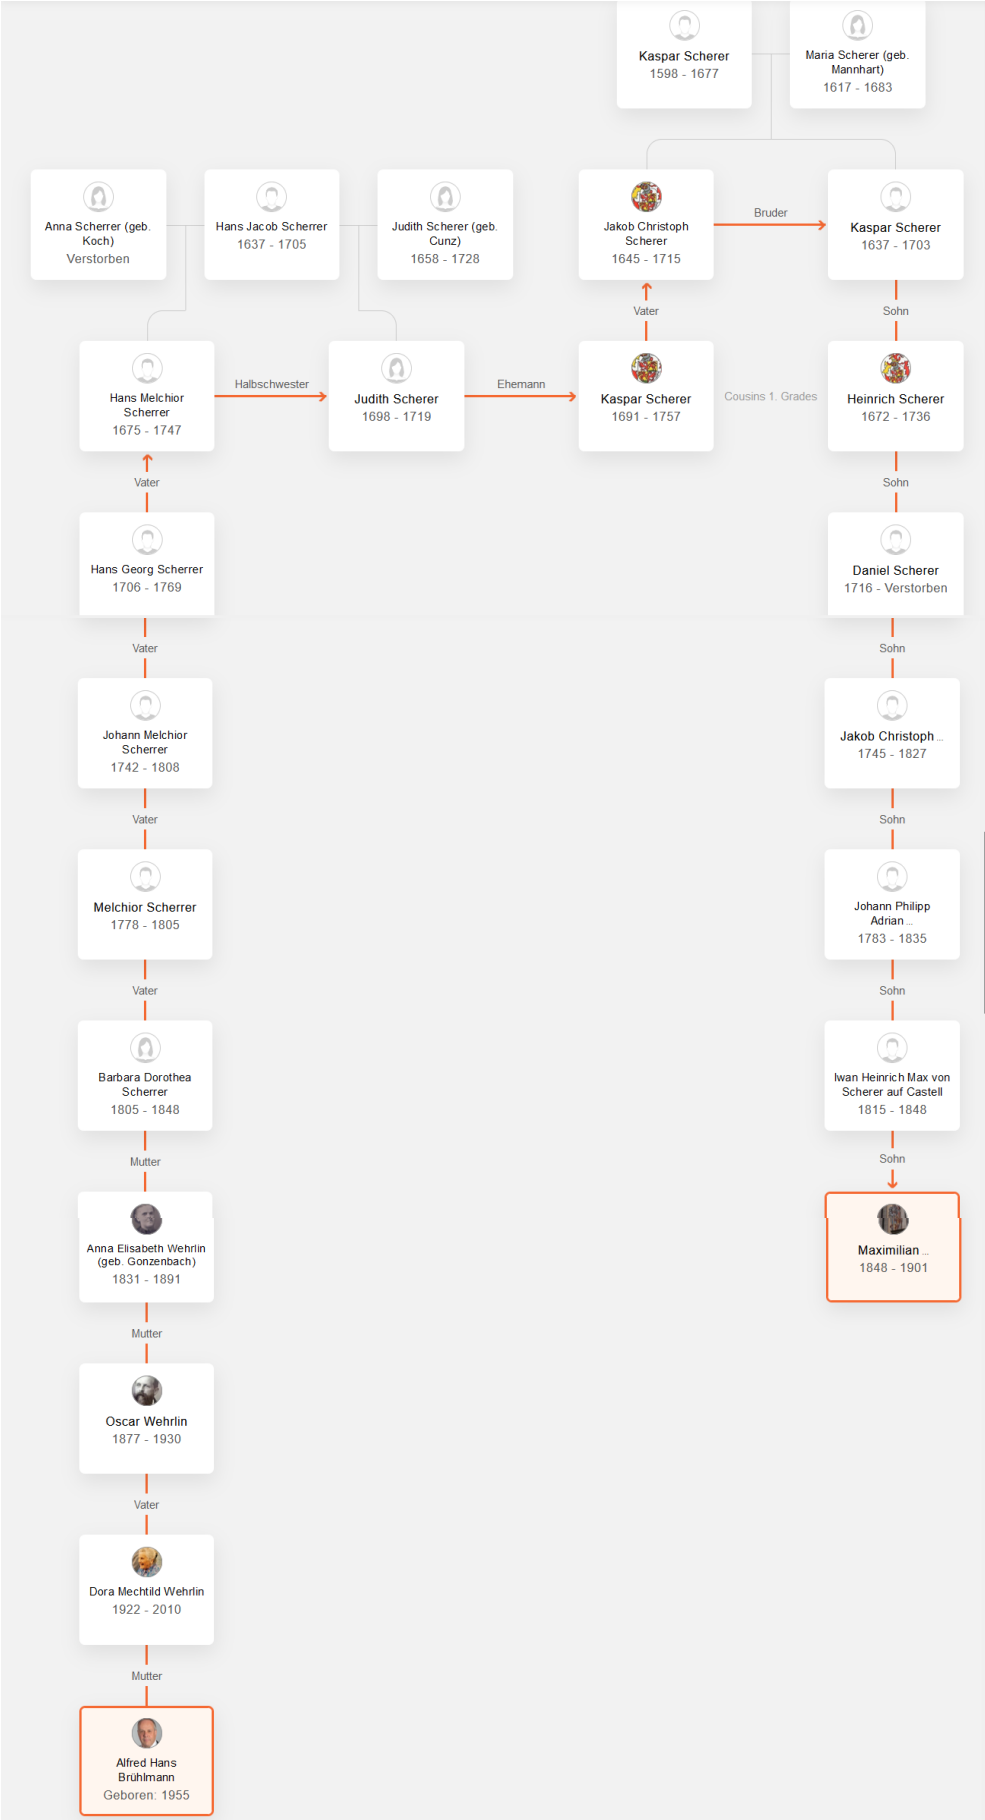 Kaspar Scherer
1598 - 1677
Maria Scherer (geb.
Mannhart)
1617 - 1683
Anna Scherrer (geb.
Koch)
Verstorben
Hans Jacob Scherrer
1637 - 1705
Judith Scherer (geb.
Cunz)
1658 - 1728
Jakob Christoph
Scherer
1645 - 1715
Bruder
Kaspar Scherer
1637 - 1703
Vater
Sohn
Hans Melchior
Scherrer
1675 - 1747
Halbschwester
Judith Scherer
1698 - 1719
Ehemann
Kaspar Scherer
1691 - 1757
Cousins 1. Grades
Heinrich Scherer
1672 - 1736
Vater
Sohn
Hans Georg Scherrer
1706 - 1769
Daniel Scherer
1716 - Verstorben
Vater
Sohn
Johann Melchior
Scherrer
1742 - 1808
Jakob Christoph ...
1745 - 1827
Vater
Sohn
Melchior Scherrer
1778 - 1805
Johann Philipp
Adrian ...
1783 - 1835
Vater
Sohn
Barbara Dorothea
Scherrer
1805 - 1848
Iwan Heinrich Max von
Scherer auf Castell
1815 - 1848
Mutter
Sohn
Anna Elisabeth Wehrlin
(geb. Gonzenbach)
1831 - 1891
Maximilian ...
1848 - 1901
Mutter
Oscar Wehrlin
1877 - 1930
Vater
Dora Mechtild Wehrlin
1922 - 2010
Mutter
Alfred Hans
Brühlmann
Geboren: 1955